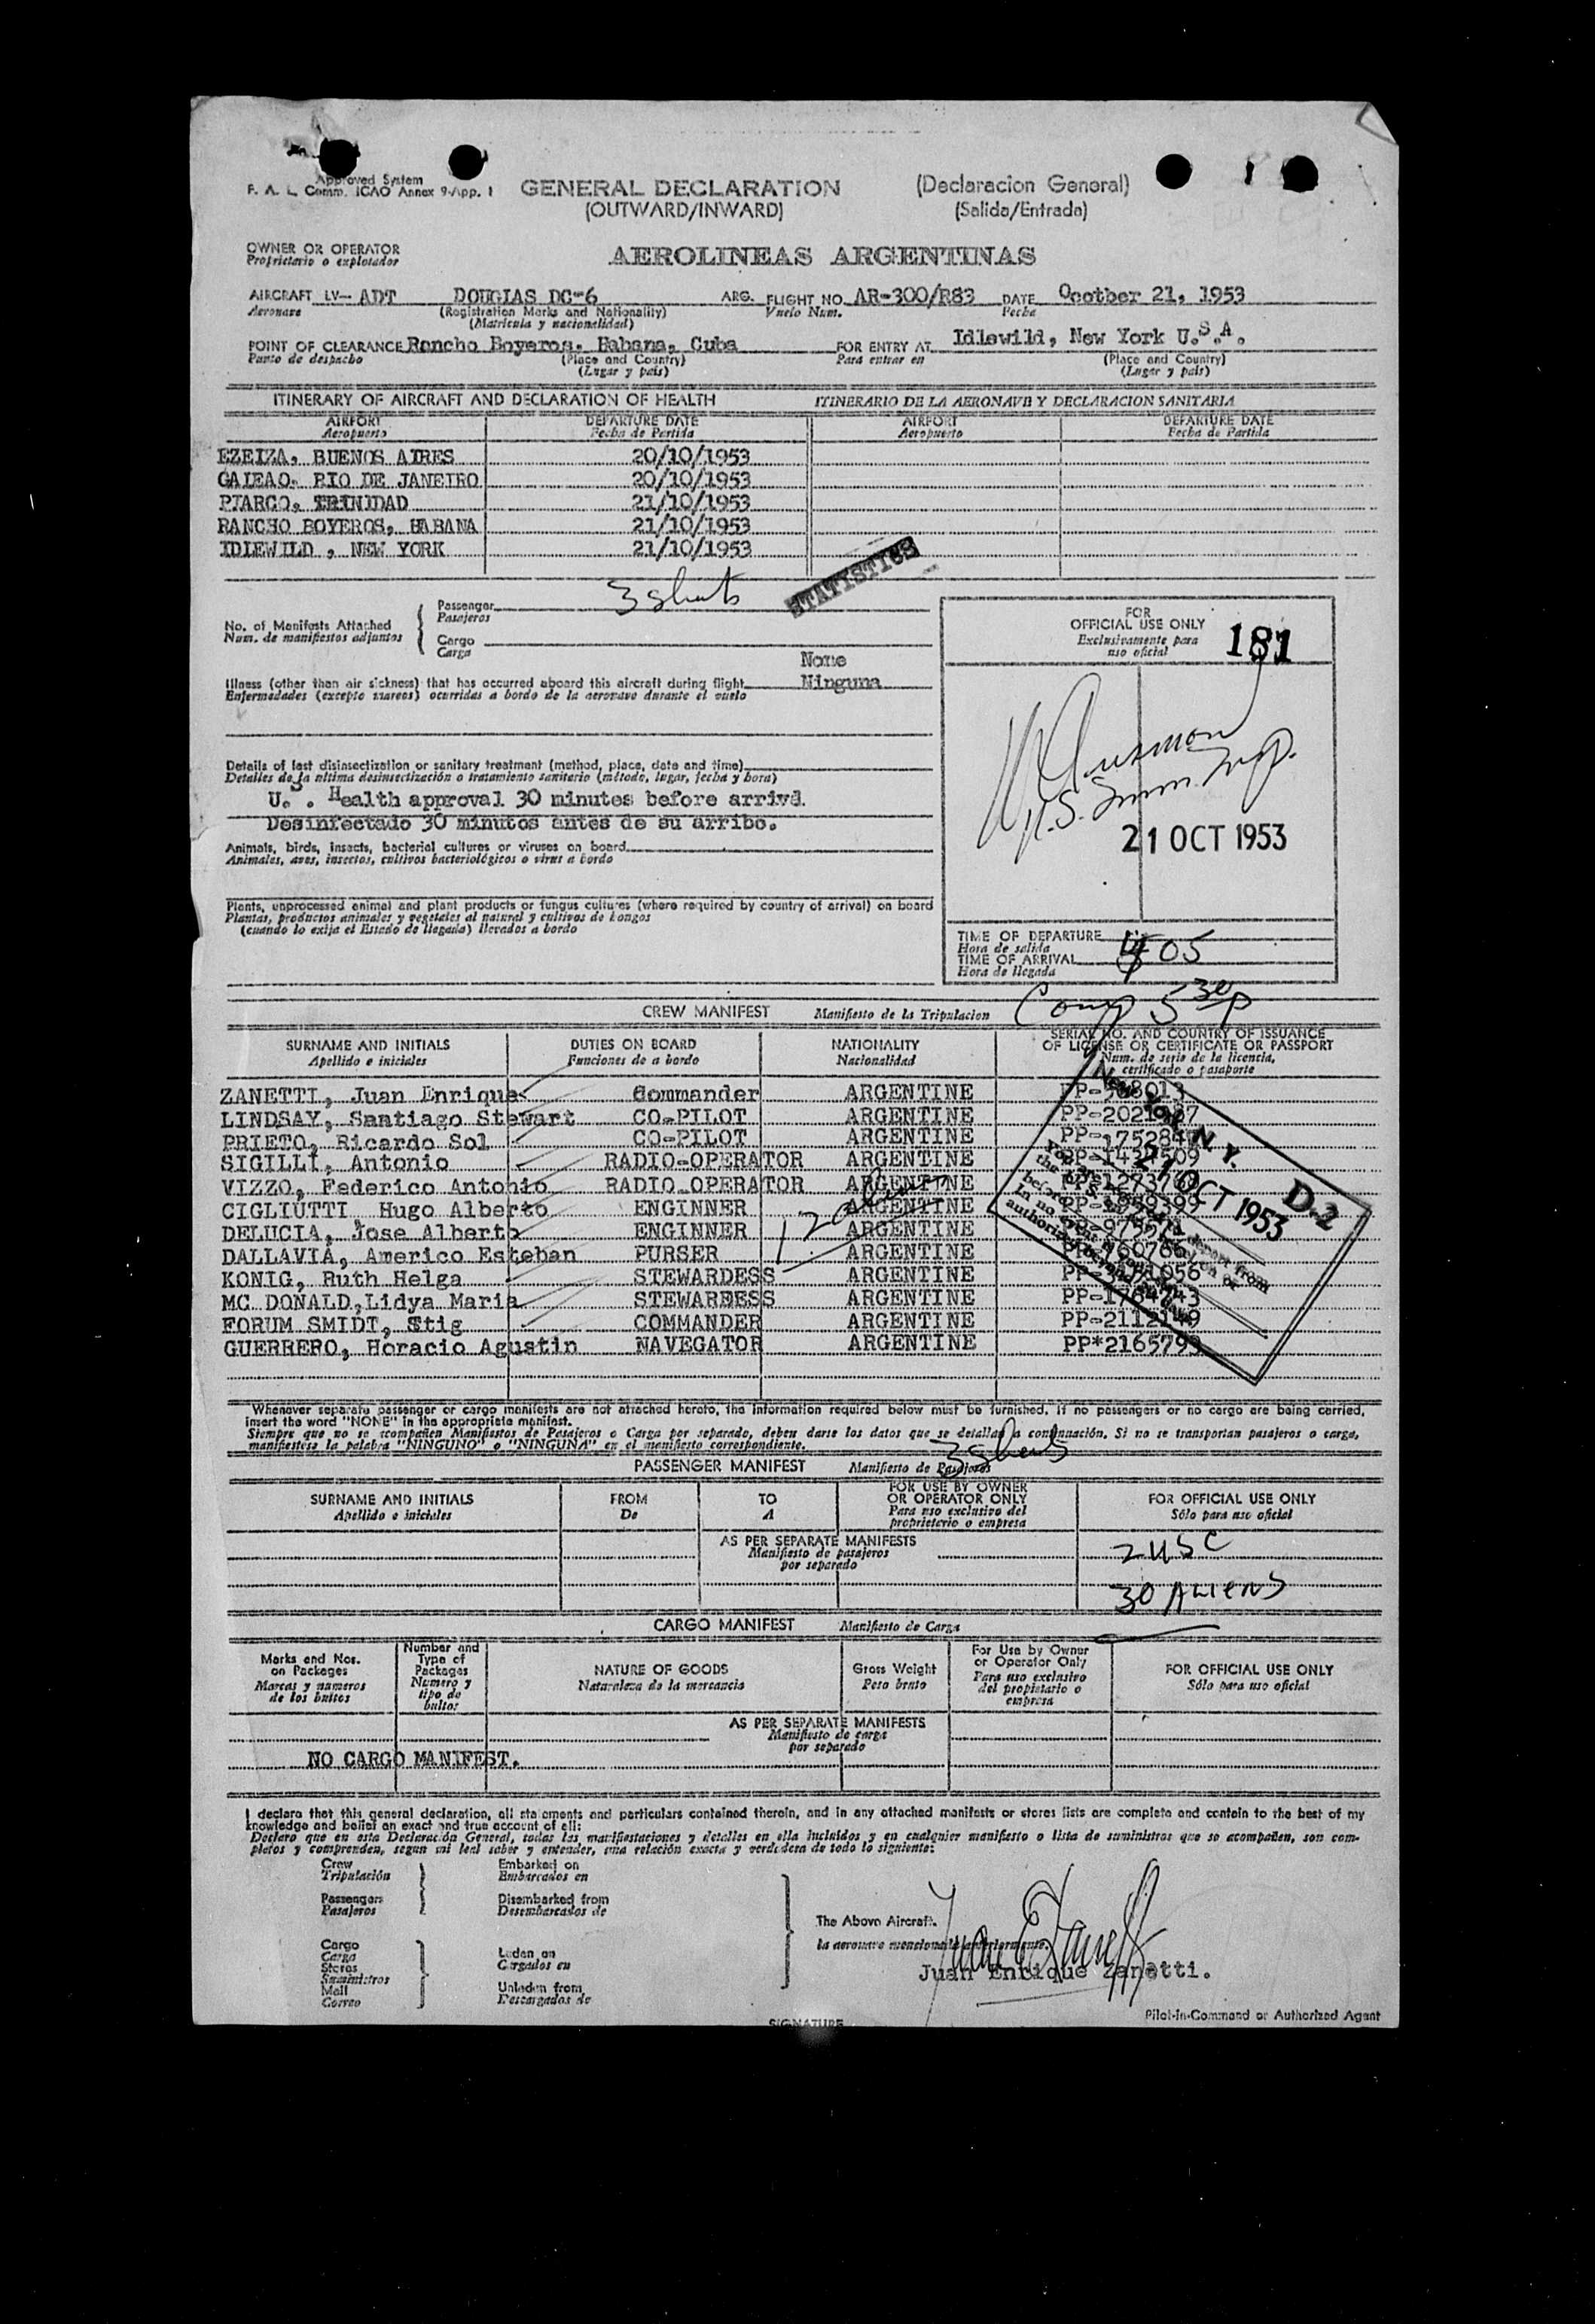 Approved System
F. A. L. Comm. ICAO Annex 9-App. 1
GENERAL DECLARATION (Declaracion General)
(OUTWARD/INWARD) (Salida/Entrada)
OWNER OR OPERATOR
Proprietario o explotador
AEROLINEAS ARGENTINAS
AIRCRAFT LV- ADT DOUGLAS DC-6 ARG. FLIGHT NO. AR-300/R83 DATE Ocotber 21, 1953
Aeronave (Registration Marks and Nationality) Vuelo Num. Fecha
(Matricula y nacionalidad)
POINT OF CLEARANCE Rancho Boyeros. Habana, Cuba FOR ENTRY AT Idlewild, New York U.S.A.
Punto de despacho (Place and Country) Para entrar en (Place and Country)
(Lugar y pais) (Lugar y pais)
ITINERARY OF AIRCRAFT AND DECLARATION OF HEALTH ITINERARIO DE LA AERONAVE Y DECLARACION SANITARIA
AIRPORT DEPARTURE DATE AIRPORT DEPARTURE DATE
Aeropuerto Fecha de Partida Aeropuerto Fecha de Partida
EZEIZA, BUENOS AIRES 20/10/1953
GALEAO. RIO DE JANEIRO 20/10/1953
PIARCO, TRINIDAD 21/10/1953
RANCHO BOYEROS, HABANA 21/10/1953
IDLEWILD , NEW YORK 21/10/1953
STATISTICS
3 sheets
No. of Manifests Attached
Num. de manifiestos adjuntos
Passenger
Pasajeros
Cargo
Carga
FOR
OFFICIAL USE ONLY
Exclusivamente para
uso oficial
181
None
Illness (other than air sickness) that has occurred aboard this aircraft during flight Ninguna
Enfermedades (excepto mareos) ocurridas a bordo de la aeronave durante el vuelo
U.S. Imm. Insp.
21 OCT 1953
Details of last disinsectization or sanitary treatment (method, place, date and time)
Detalles de la ultima desinsectización o tratamiento sanitario (método, lugar, fecha y hora)
U.S. Health approval 30 minutes before arrivd.
Desinfectado 30 minutos antes de su arribo.
Animals, birds, insects, bacterial cultures or viruses on board
Animales, aves, insectos, cultivos bacteriológicos o virus a bordo
Plants, unprocessed animal and plant products or fungus cultures (where required by country of arrival) on board
Plantas, productos animales y vegetales al natural y cultivos de hongos
(cuando lo exija el Estado de llegada) llevados a bordo
TIME OF DEPARTURE
Hora de salida
TIME OF ARRIVAL 05
Hora de llegada
Comp 5 30 p
CREW MANIFEST Manifiesto de la Tripulacion
SURNAME AND INITIALS DUTIES ON BOARD NATIONALITY SERIAL NO. AND COUNTRY OF ISSUANCE
OF LICENSE OR CERTIFICATE OR PASSPORT
Apellido e iniciales Funciones de a bordo Nacionalidad Num. de serie de la licencia,
certificado o pasaporte
ZANETTI, Juan Enrique Commander ARGENTINE
LINDSAY, Santiago Stewart CO-PILOT ARGENTINE
PRIETO, Ricardo Sol CO-PILOT ARGENTINE
SIGILLI, Antonio RADIO-OPERATOR ARGENTINE
VIZZO, Federico Antonio RADIO-OPERATOR ARGENTINE
CIGLIUTTI Hugo Alberto ENGINNER ARGENTINE
DELUCIA, Jose Alberto ENGINNER ARGENTINE
DALLAVIA, Americo Esteban PURSER ARGENTINE
KONIG, Ruth Helga STEWARDESS ARGENTINE
MC DONALD,Lidya Maria STEWARDESS ARGENTINE
FORUM SMIDT, Stig COMMANDER ARGENTINE
GUERRERO, Horacio Agustin NAVEGATOR ARGENTINE
NEW YORK, N. Y.
21 OCT 1953
D-2
Whenever separate passenger or cargo manifests are not attached hereto, the information required below must be furnished. If no passengers or no cargo are being carried,
insert the word "NONE" in the appropriate manifest.
Siempre que no se acompañen Manifiestos de Pasajeros o Carga por separado, deben darse los datos que se detallan a continuación. Si no se transportan pasajeros o carga,
manifiestese la palabra "NINGUNO" o "NINGUNA" en el manifiesto correspondiente.
3 sheets
PASSENGER MANIFEST Manifiesto de Pasajeros
SURNAME AND INITIALS FROM TO FOR USE BY OWNER
OR OPERATOR ONLY FOR OFFICIAL USE ONLY
Apellido e iniciales De A Para uso exclusivo del
proprietario o empresa Sólo para uso oficial
AS PER SEPARATE MANIFESTS
Manifiesto de pasajeros
por separado
2 USC
30 ALIENS
CARGO MANIFEST Manifiesto de Carga
Marks and Nos.
on Packages
Marcas y numeros
de los bultos
Number and
Type of
Packages
Numero y
tipo de
bultos
NATURE OF GOODS
Naturaleza de la mercancia
Gross Weight
Peso bruto
For Use by Owner
or Operator Only
Para uso exclusivo
del propietario o
empresa
FOR OFFICIAL USE ONLY
Sólo para uso oficial
AS PER SEPARATE MANIFESTS
Manifiesto de carga
por separado
NO CARGO MANIFEST.
I declare that this general declaration, all statements and particulars contained therein, and in any attached manifests or stores lists are complete and contain to the best of my
knowledge and belief an exact and true account of all:
Declaro que en esta Declaración General, todas las manifiestaciones y detalles en ella incluidos y en cualquier manifiesto o lista de suministros que se acompañen, son com-
pletos y comprenden, segun mi leal saber y entender, una relación exacta y verdadera de todo lo siguiente:
Crew
Tripulación
Passengers
Pasajeros
Embarked on
Embarcados en
Disembarked from
Desembarcados de
Cargo
Carga
Stores
Suministros
Mail
Correo
Laden on
Cargados en
Unladen from
Descargados de
The Above Aircraft.
la aeronave mencionada anteriormente.
Juan E Zanetti
Juan Enrique Zanetti.
Pilot-in-Command or Authorized Agent
SIGNATURE